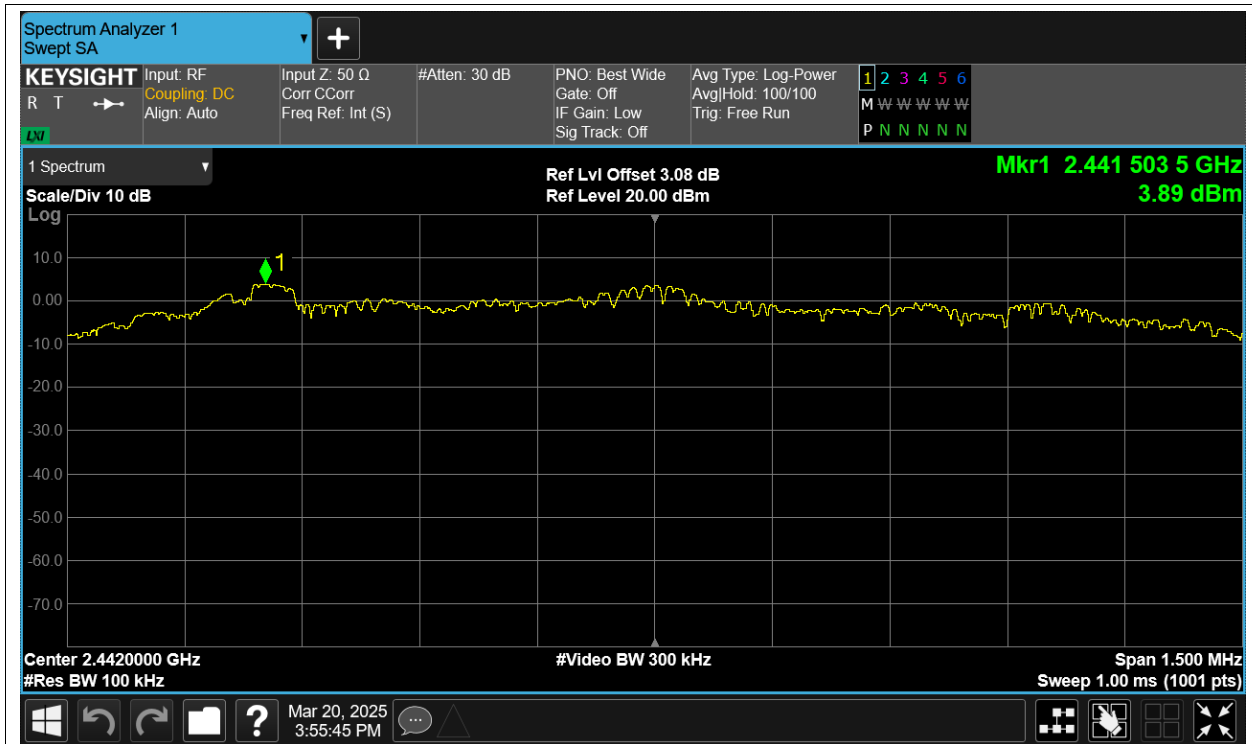 Spectrum Analyzer 1
Swept SA
KEYSIGHT
R T
LXI
Input: RF
Coupling: DC
Align: Auto
Input Z: 50 Ω
Corr CCorr
Freq Ref: Int (S)
#Atten: 30 dB
PNO: Best Wide
Gate: Off
IF Gain: Low
Sig Track: Off
Avg Type: Log-Power
Avg|Hold: 100/100
Trig: Free Run
1 2 3 4 5 6
M W W W W W
P N N N N N
1 Spectrum
Scale/Div 10 dB
Log
Ref Lvl Offset 3.08 dB
Ref Level 20.00 dBm
Mkr1 2.441 503 5 GHz
3.89 dBm
1
10.0
0.00
-10.0
-20.0
-30.0
-40.0
-50.0
-60.0
-70.0
Center 2.4420000 GHz
#Res BW 100 kHz
#Video BW 300 kHz
Span 1.500 MHz
Sweep 1.00 ms (1001 pts)
?
Mar 20, 2025
3:55:45 PM